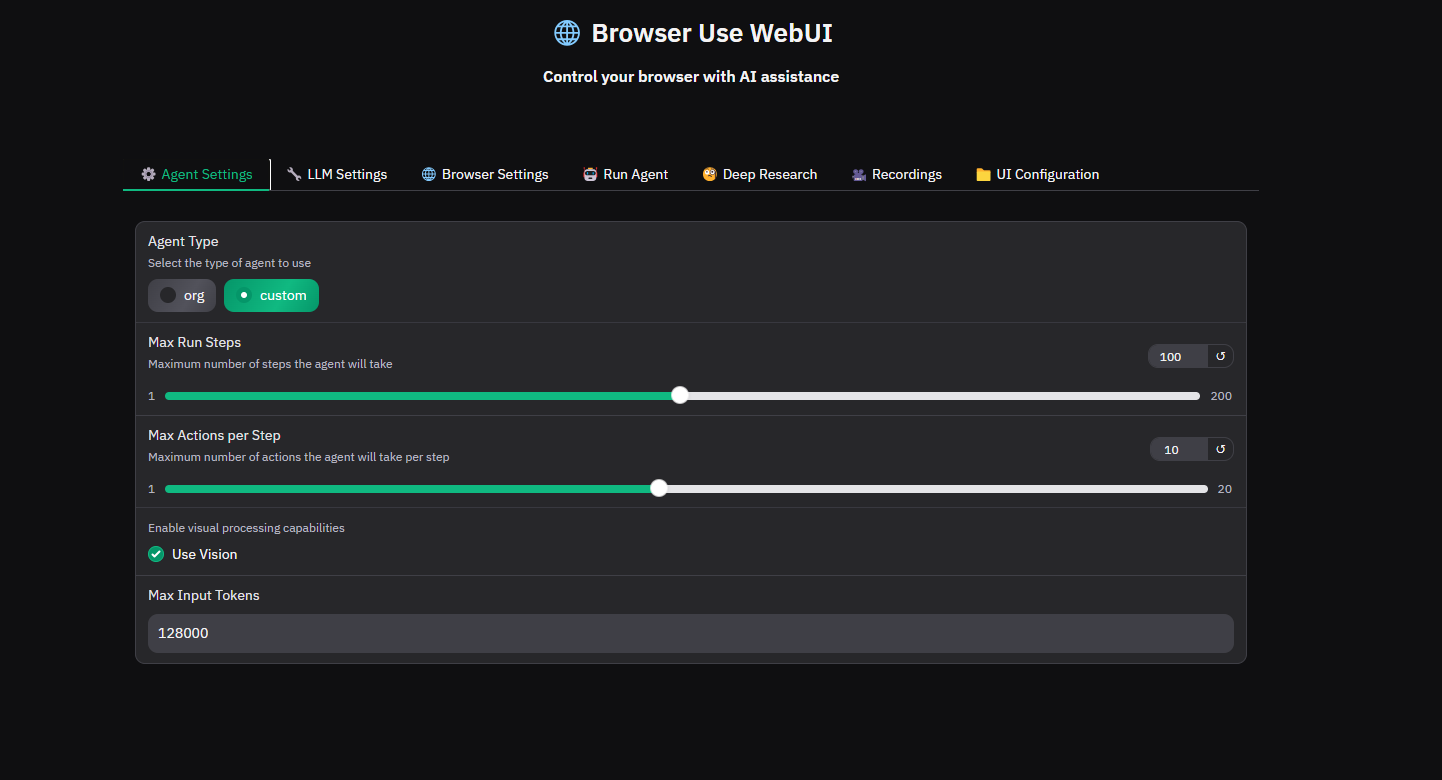 🌐 Browser Use WebUI
Control your browser with AI assistance
⚙️ Agent Settings 🔧 LLM Settings 🌐 Browser Settings 🤖 Run Agent 🧐 Deep Research 🎥 Recordings 📁 UI Configuration
Agent Type
Select the type of agent to use
org custom
Max Run Steps
Maximum number of steps the agent will take
100 ↺
1 200
Max Actions per Step
Maximum number of actions the agent will take per step
10 ↺
1 20
Enable visual processing capabilities
Use Vision
Max Input Tokens
128000